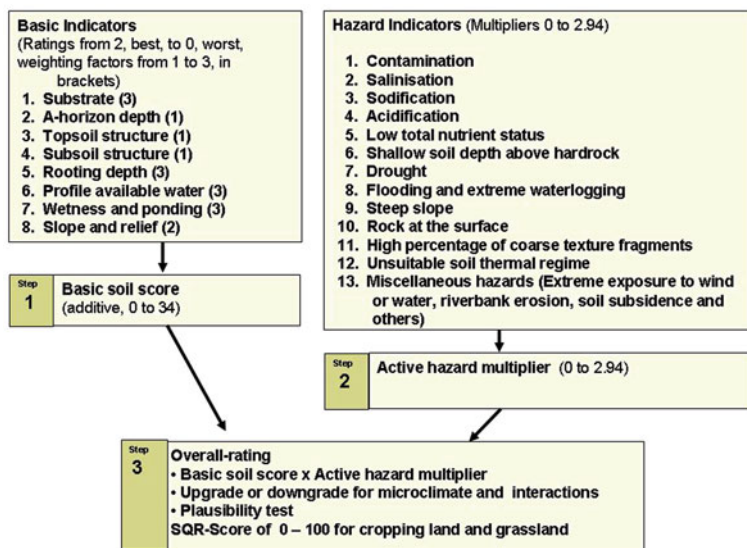 Basic Indicators
(Ratings from 2, best, to 0, worst,
weighting factors from 1 to 3, in
brackets)
1. Substrate (3)
2. A-horizon depth (1)
3. Topsoil structure (1)
4. Subsoil structure (1)
5. Rooting depth (3)
6. Profile available water (3)
7. Wetness and ponding (3)
8. Slope and relief (2)
Step
1
Basic soil score
(additive, 0 to 34)
Hazard Indicators (Multipliers 0 to 2.94)
1. Contamination
2. Salinisation
3. Sodification
4. Acidification
5. Low total nutrient status
6. Shallow soil depth above hardrock
7. Drought
8. Flooding and extreme waterlogging
9. Steep slope
10. Rock at the surface
11. High percentage of coarse texture fragments
12. Unsuitable soil thermal regime
13. Miscellaneous hazards (Extreme exposure to wind
or water, riverbank erosion, soil subsidence and
others)
Step
2
Active hazard multiplier (0 to 2.94)
Step
3
Overall-rating
• Basic soil score x Active hazard multiplier
• Upgrade or downgrade for microclimate and interactions
• Plausibility test
SQR-Score of 0 – 100 for cropping land and grassland